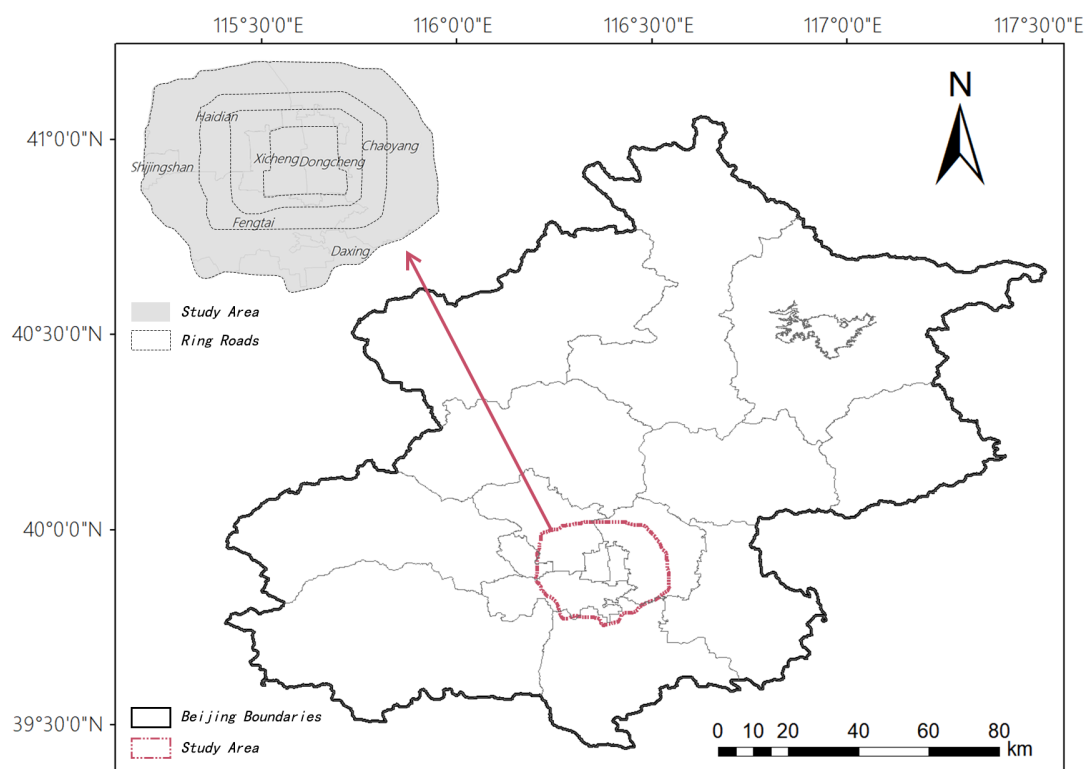 115°30'0"E 116°0'0"E 116°30'0"E 117°0'0"E 117°30'0"E
N
41°0'0"N
Haidian
Chaoyang
Xicheng Dongcheng
Shijingshan
Fengtai
Daxing
Study Area
40°30'0"N
Ring Roads
40°0'0"N
39°30'0"N
Beijing Boundaries
Study Area
0 10 20 40 60 80
km